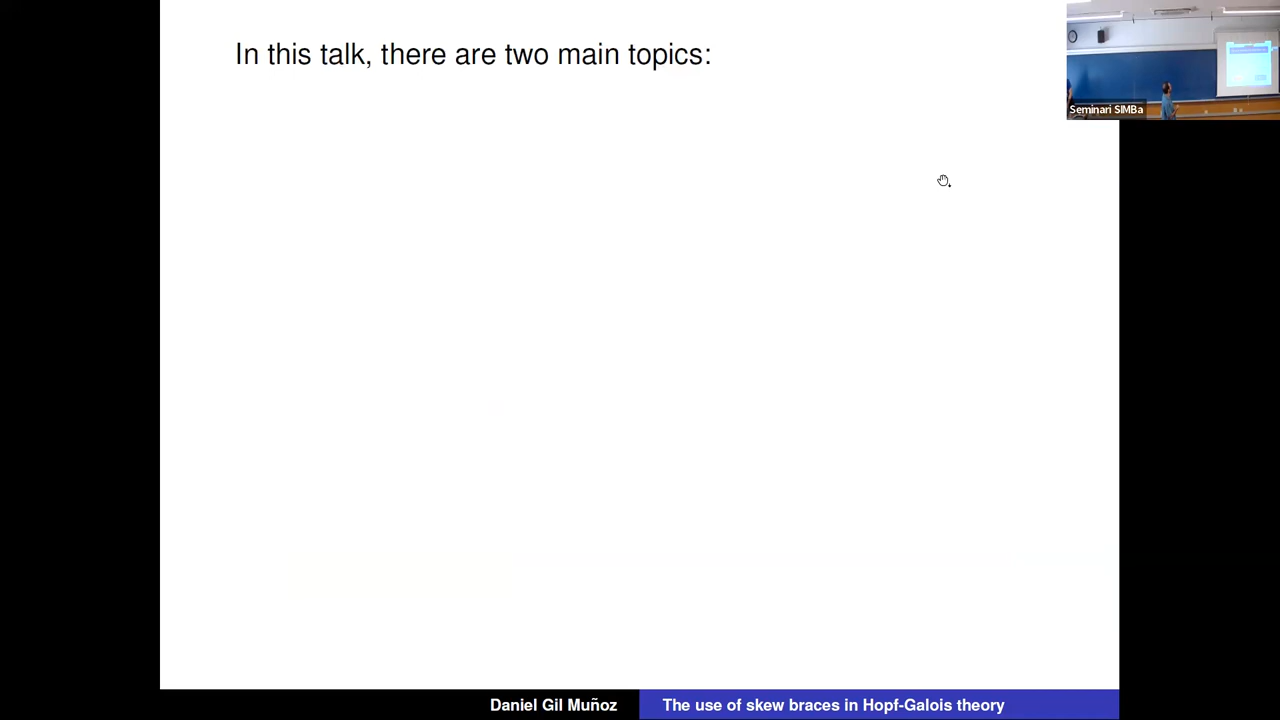 In this talk, there are two main topics:
Seminari SIMBa
Daniel Gil Muñoz
The use of skew braces in Hopf-Galois theory